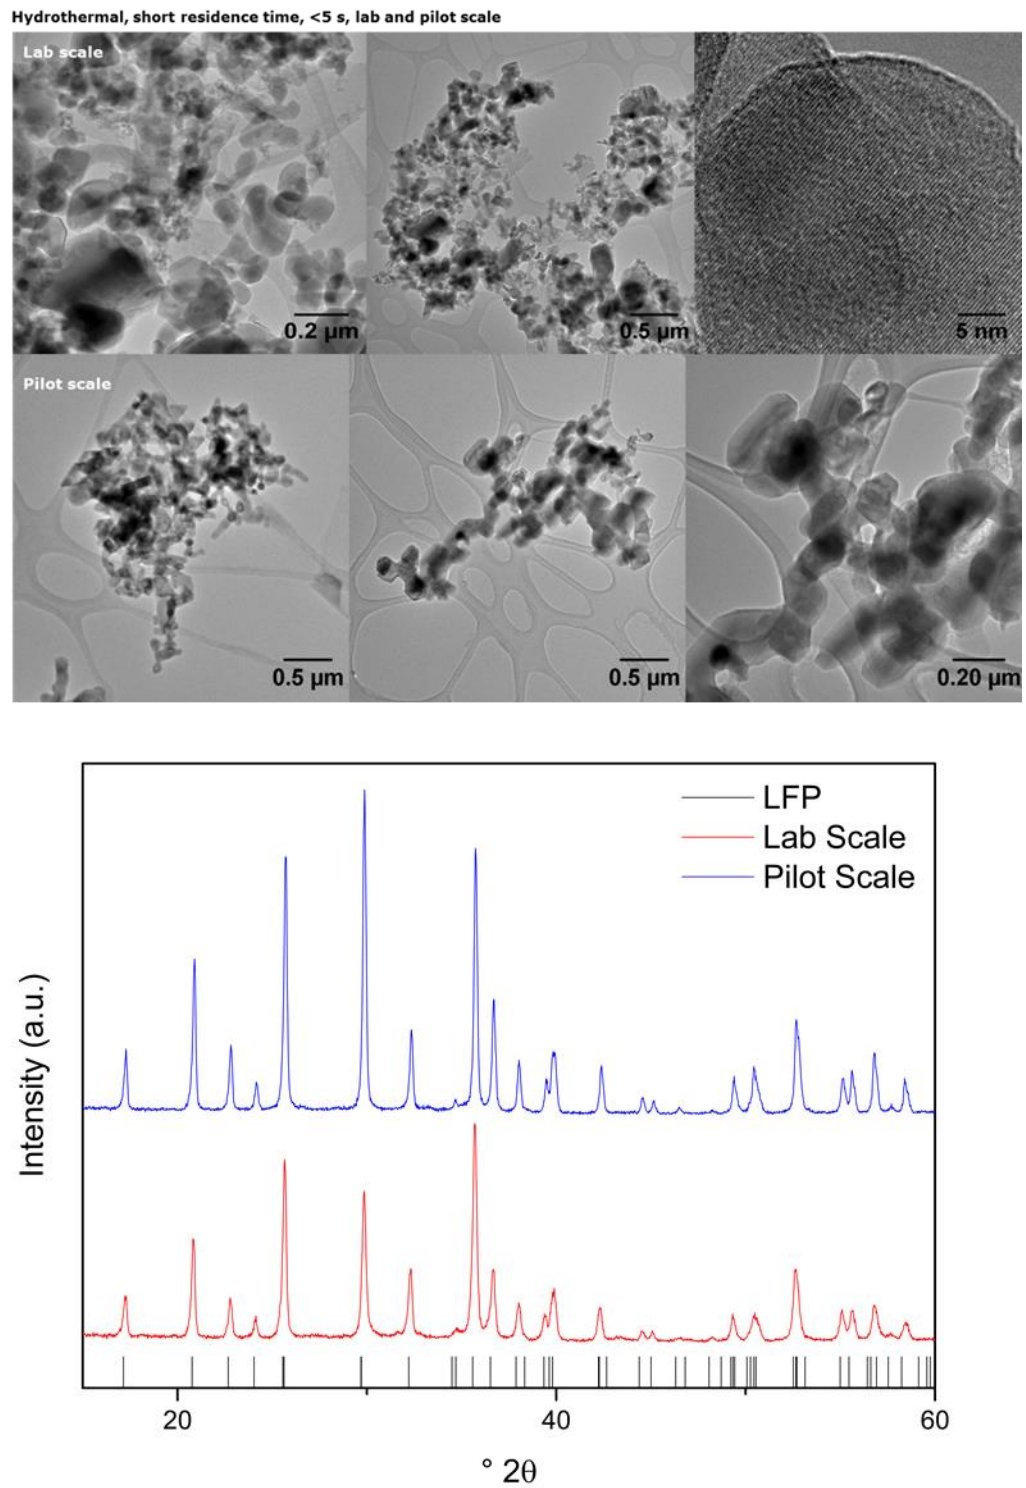 Hydrothermal, short residence time, <5 s, lab and pilot scale
Lab scale
0.2 µm
0.5 µm
5 nm
Pilot scale
0.5 µm
0.5 µm
0.20 µm
LFP
Lab Scale
Pilot Scale
Intensity (a.u.)
20
40
60
° 2θ